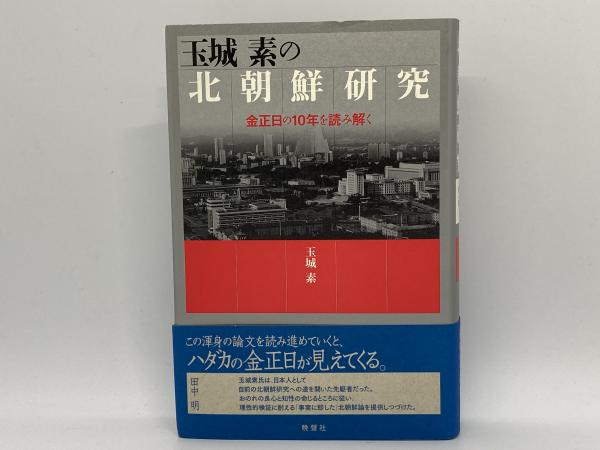 玉城 素の
北朝鮮研究
金正日の10年を読み解く
玉城 素
この渾身の論文を読み進めていくと、
ハダカの金正日が見えてくる。
田中 明
玉城素氏は、日本人として
自前の北朝鮮研究への道を開いた先駆者だった。
おのれの良心と知性の命じるところに従い、
理性的検証に耐える「事実に即した」北朝鮮論を提供しつづけた。
晩聲社